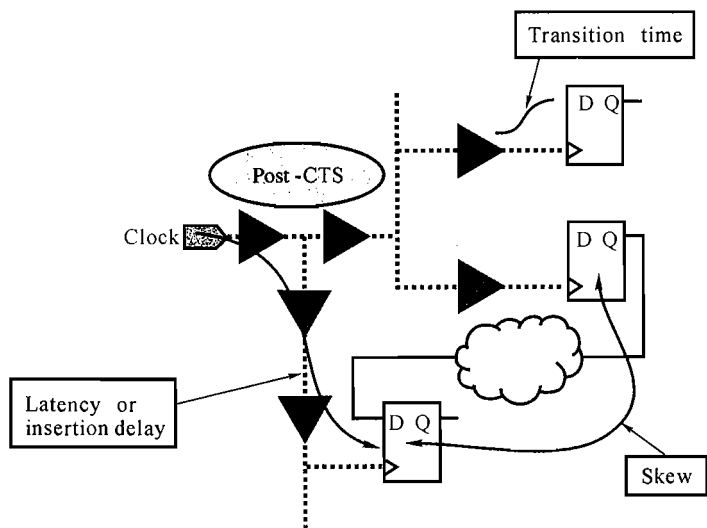 Transition time
D Q
Post-CTS
Clock
D Q
Latency or
insertion delay
D Q
Skew